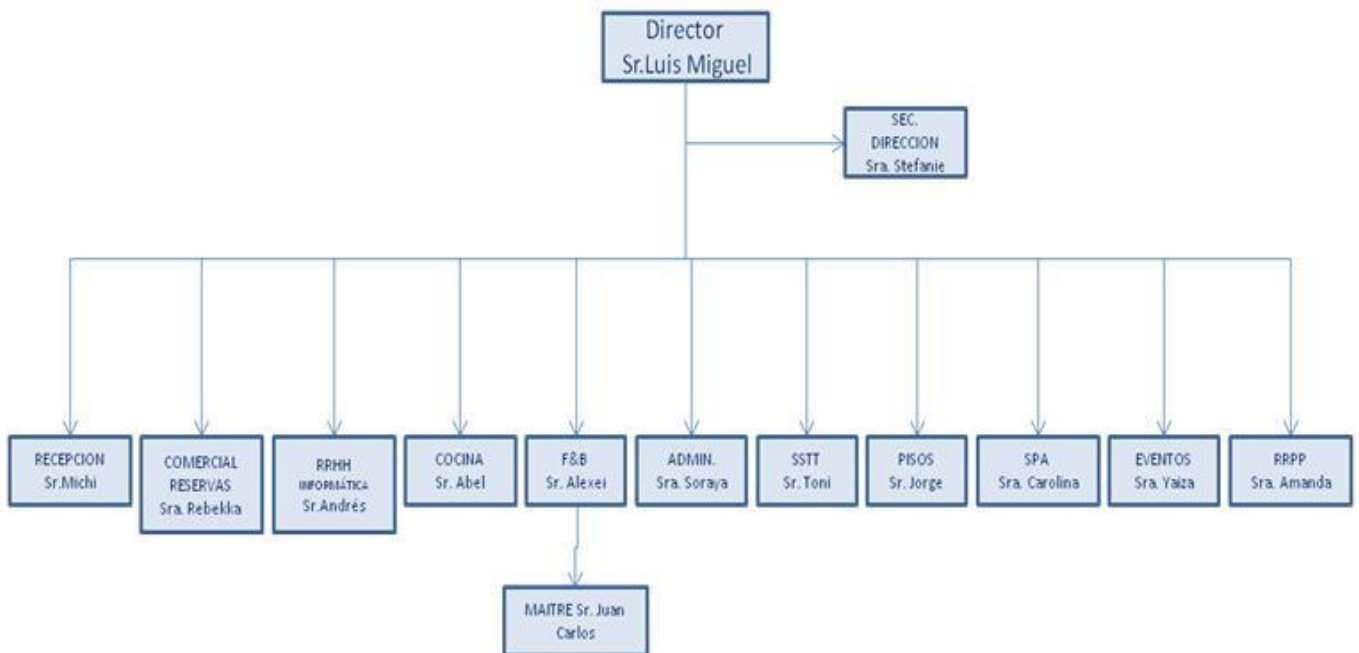 Director
Sr.Luis Miguel
SEC.
DIRECCION
Sra. Stefanie
RECEPCION
Sr.Michi
COMERCIAL
RESERVAS
Sra. Rebekka
RRHH
INFORMÁTICA
Sr.Andrés
COCINA
Sr. Abel
F&B
Sr. Alexei
ADMIN.
Sra. Soraya
SSTT
Sr. Toni
PISOS
Sr. Jorge
SPA
Sra. Carolina
EVENTOS
Sra. Yaiza
RRPP
Sra. Amanda
MAITRE Sr. Juan
Carlos